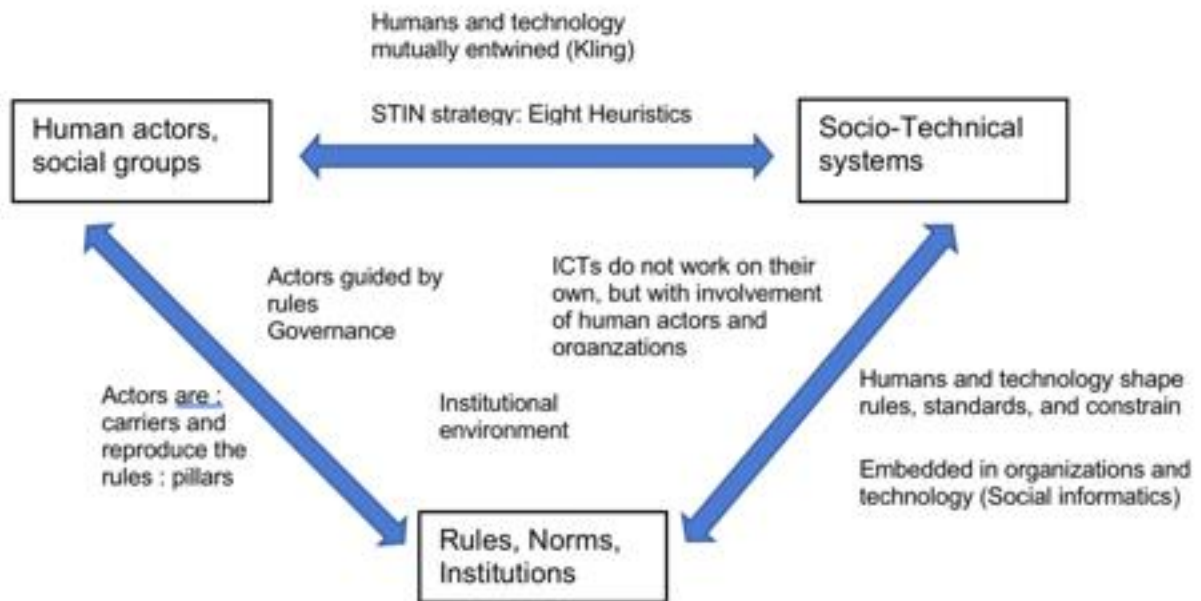 Humans and technology
mutually entwined (Kling)
STIN strategy: Eight Heuristics
Human actors,
social groups
Socio-Technical
systems
Actors guided by
rules
Governance
ICTs do not work on their
own, but with involvement
of human actors and
organzations
Actors are :
carriers and
reproduce the
rules : pillars
Institutional
environment
Humans and technology shape
rules, standards, and constrain
Embedded in organizations and
technology (Social informatics)
Rules, Norms,
Institutions